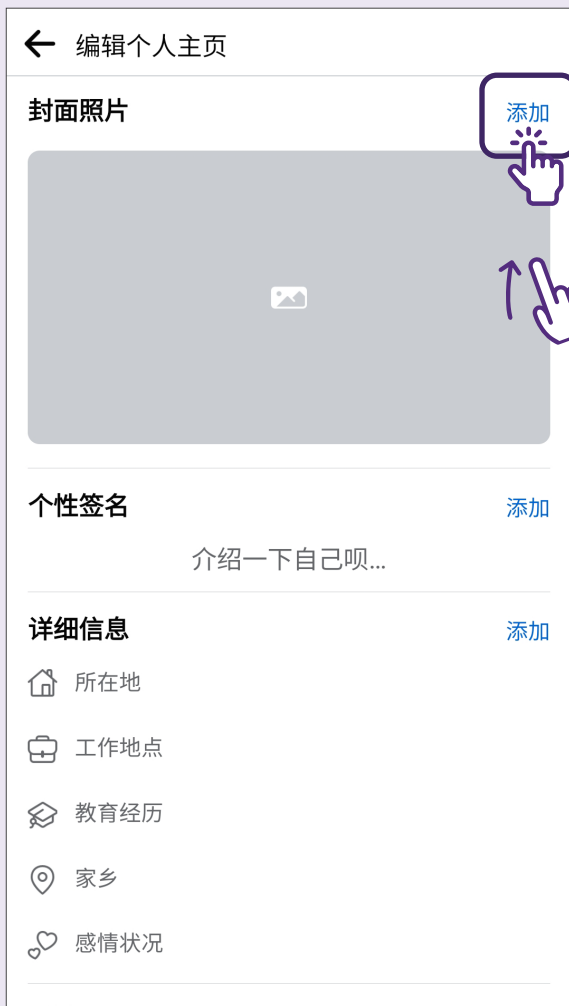 编辑个人主页
封面照片
添加
个性签名
添加
介绍一下自己呗...
详细信息
添加
所在地
工作地点
教育经历
家乡
感情状况